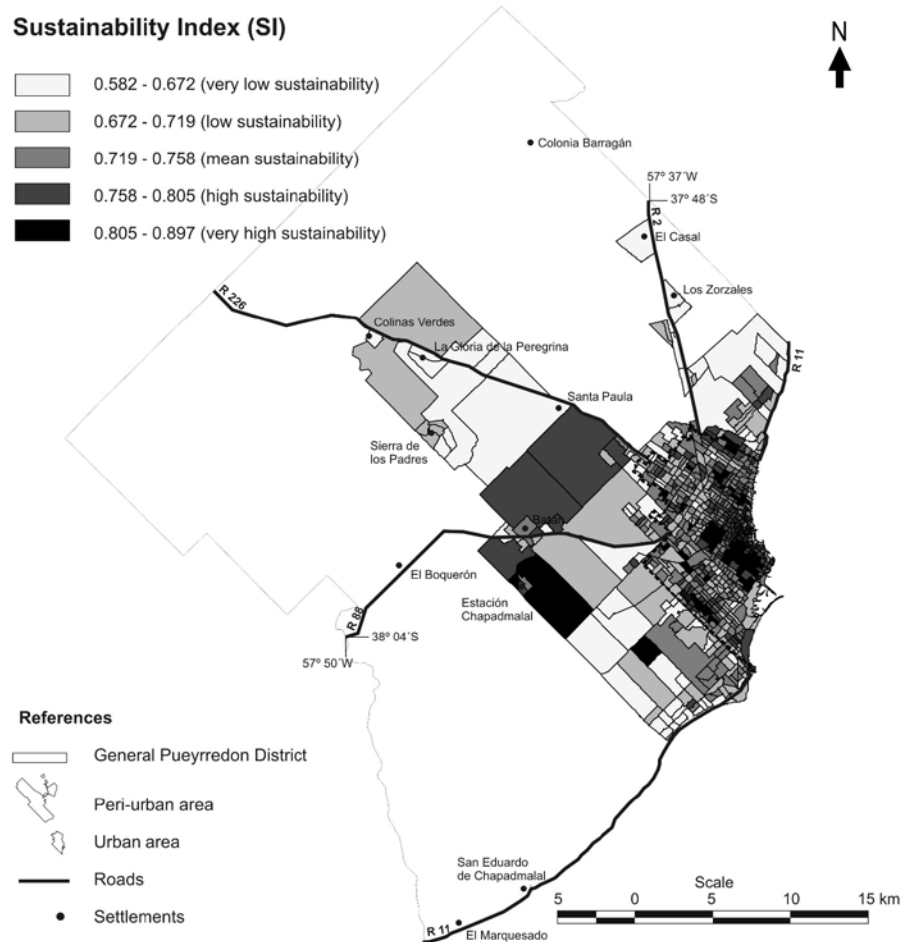 Sustainability Index (SI)
0.582 - 0.672 (very low sustainability)
0.672 - 0.719 (low sustainability)
0.719 - 0.758 (mean sustainability)
0.758 - 0.805 (high sustainability)
0.805 - 0.897 (very high sustainability)
N
Colonia Barragán
57º 37´W
37º 48´S
R 2
El Casal
Los Zorzales
R 226
Colinas Verdes
La Gloria de la Peregrina
R 11
Santa Paula
Sierra de
los Padres
Batán
El Boquerón
Estación
Chapadmalal
R 88
38º 04´S
57º 50´W
References
General Pueyrredon District
Peri-urban area
Urban area
Roads
Settlements
San Eduardo
de Chapadmalal
R 11
El Marquesado
Scale
5 0 5 10 15 km